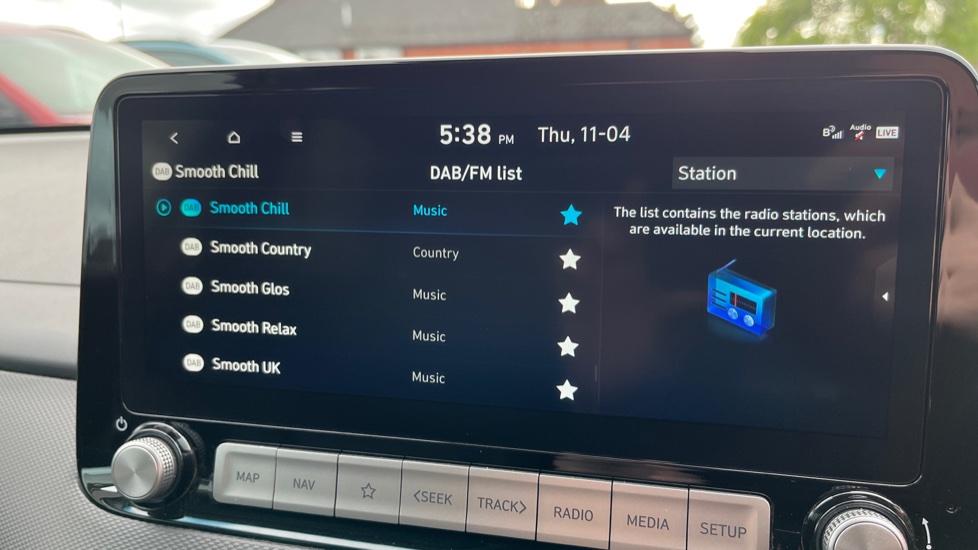 5:38 PM Thu, 11-04 B Audio LIVE
DAB Smooth Chill DAB/FM list Station
DAB Smooth Chill Music
DAB Smooth Country Country
DAB Smooth Glos Music
DAB Smooth Relax Music
DAB Smooth UK Music
The list contains the radio stations, which
are available in the current location.
MAP NAV <SEEK TRACK> RADIO MEDIA SETUP